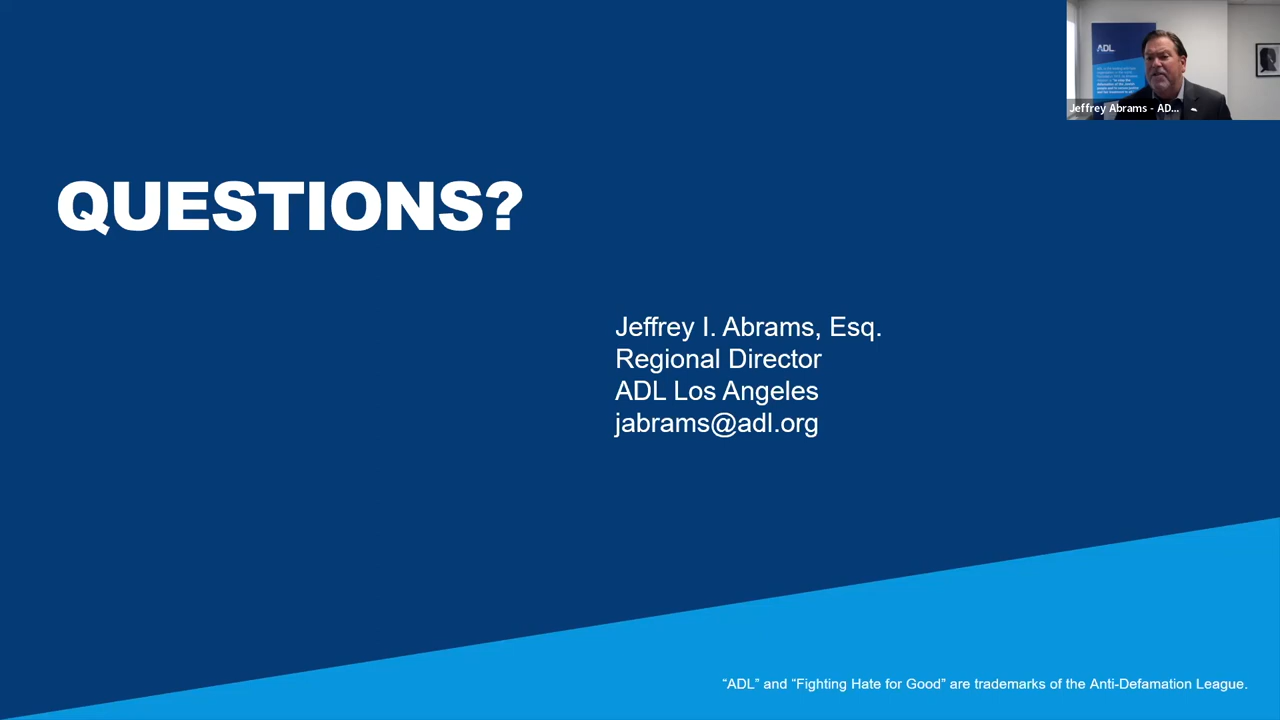 ADL
Jeffrey Abrams - AD...
QUESTIONS?
Jeffrey I. Abrams, Esq.
Regional Director
ADL Los Angeles
jabrams@adl.org
“ADL” and “Fighting Hate for Good” are trademarks of the Anti-Defamation League.